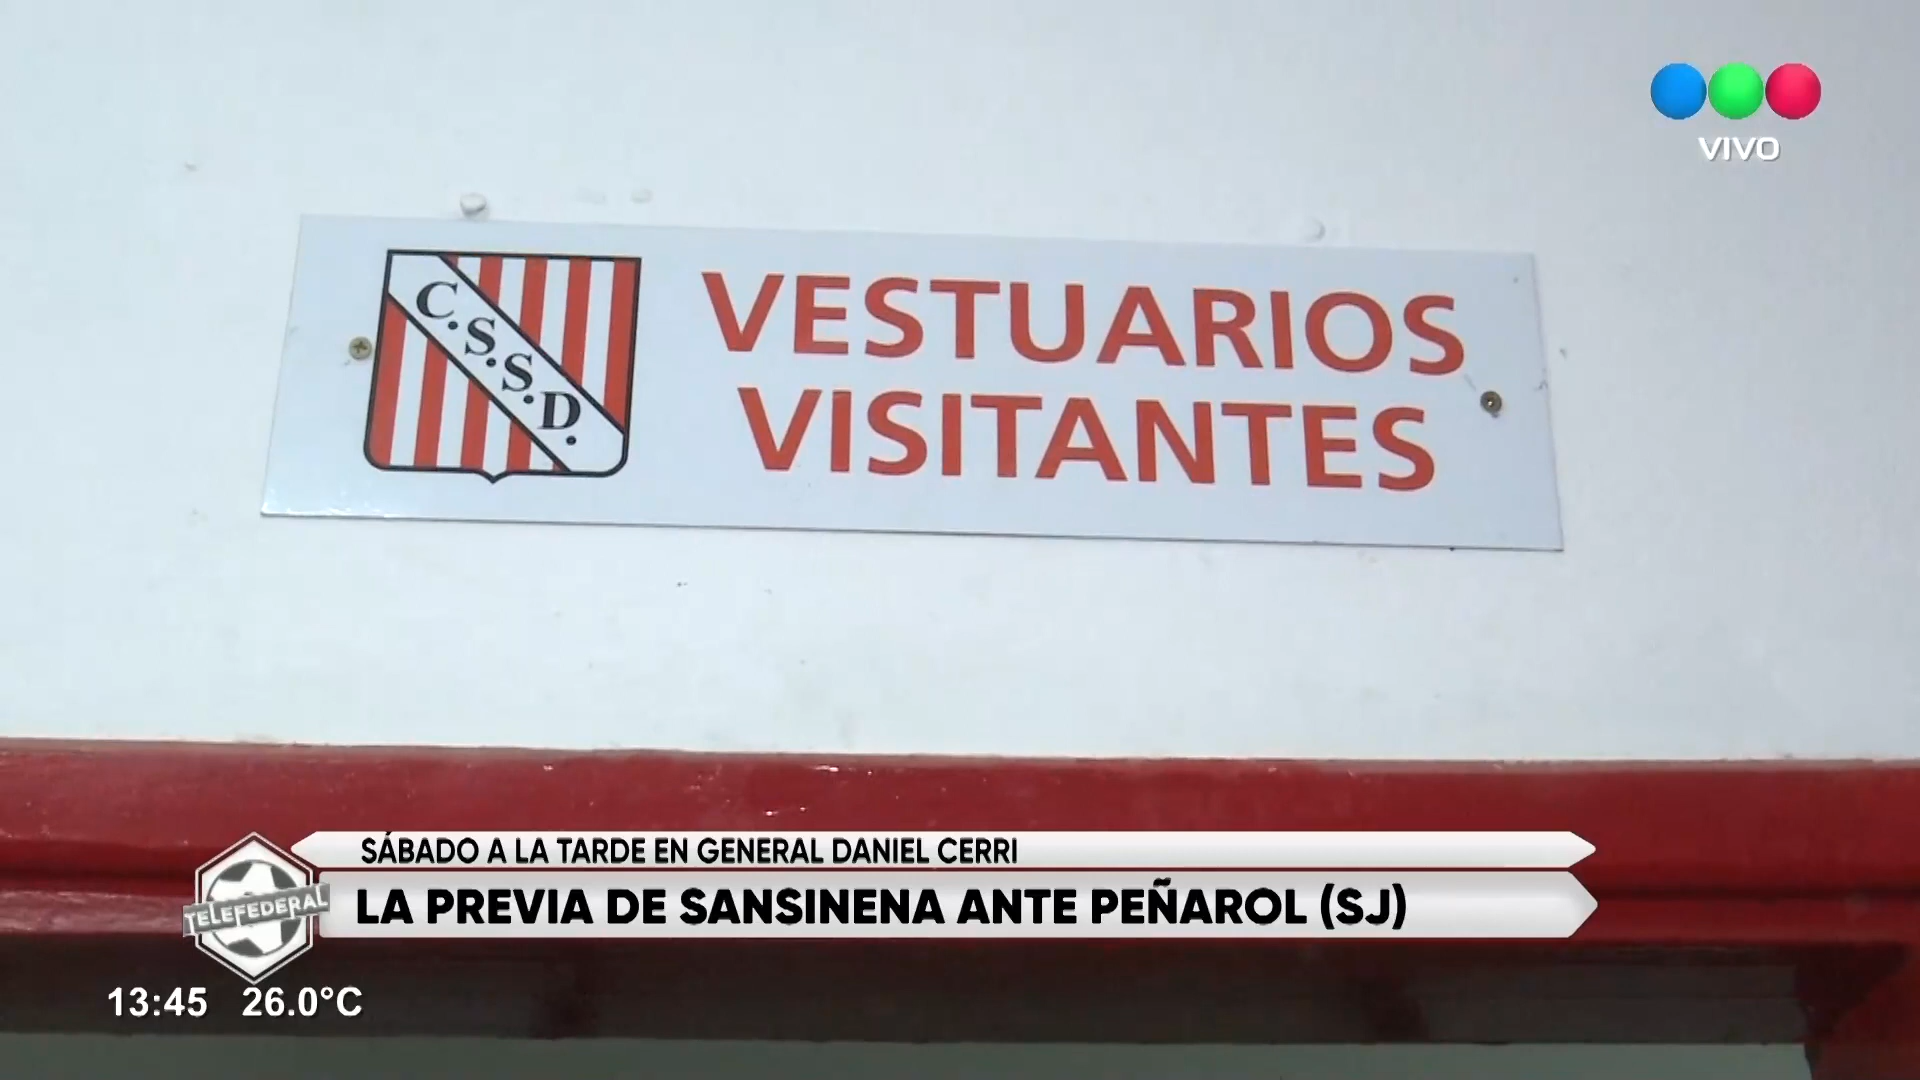 VIVO
C.S.S.D.
VESTUARIOS
VISITANTES
SÁBADO A LA TARDE EN GENERAL DANIEL CERRI
TELEFEDERAL
LA PREVIA DE SANSINENA ANTE PEÑAROL (SJ)
13:45 26.0°C